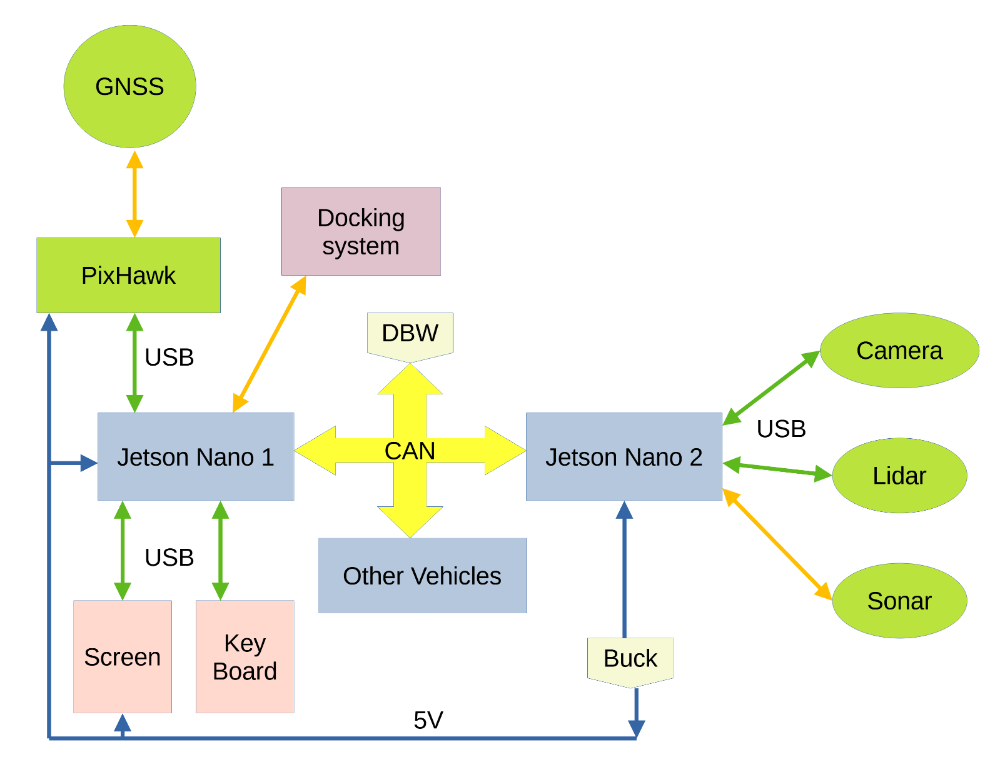 GNSS
Docking
system
PixHawk
DBW
USB
Camera
USB
Jetson Nano 1
CAN
Jetson Nano 2
Lidar
USB
Other Vehicles
Sonar
Screen
Key
Board
Buck
5V